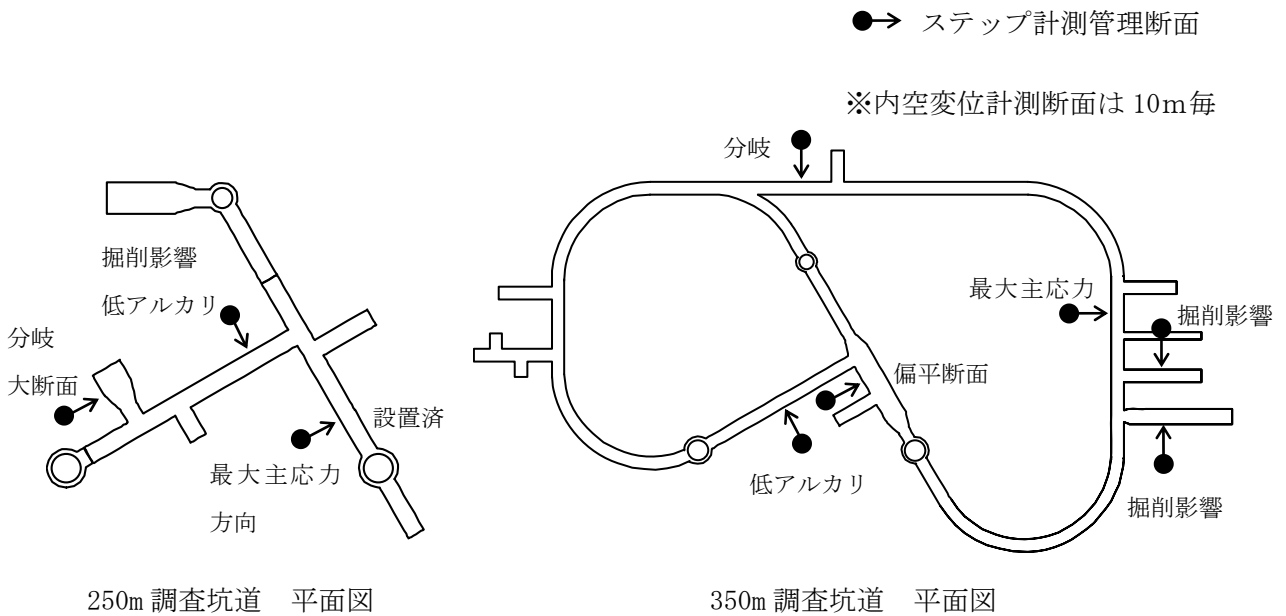 ステップ計測管理断面
※内空変位計測断面は 10m毎
分岐
掘削影響
低アルカリ
分岐
大断面
設置済
最大主応力
方向
最大主応力
掘削影響
偏平断面
低アルカリ
掘削影響
250m 調査坑道　平面図
350m 調査坑道　平面図